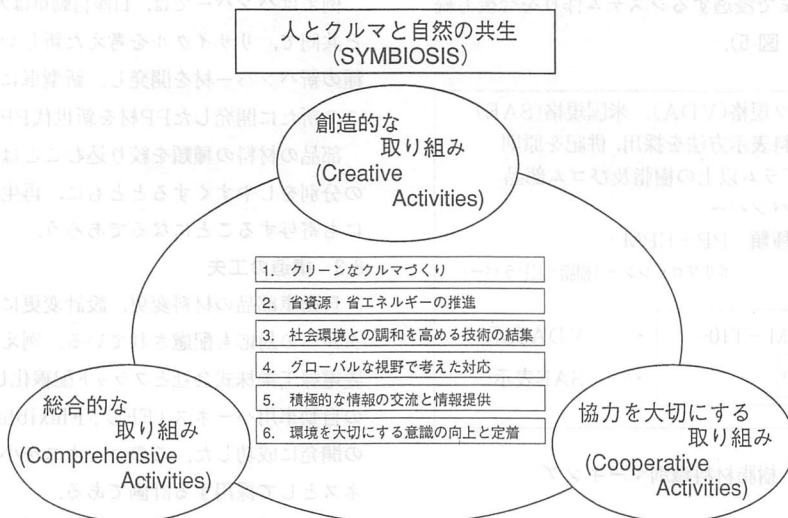 人とクルマと自然の共生
(SYMBIOSIS)
創造的な
取り組み
(Creative
Activities)
1. クリーンなクルマづくり
2. 省資源・省エネルギーの推進
3. 社会環境との調和を高める技術の結集
4. グローバルな視野で考えた対応
5. 積極的な情報の交流と情報提供
6. 環境を大切にする意識の向上と定着
総合的な
取り組み
(Comprehensive
Activities)
協力を大切にする
取り組み
(Cooperative
Activities)